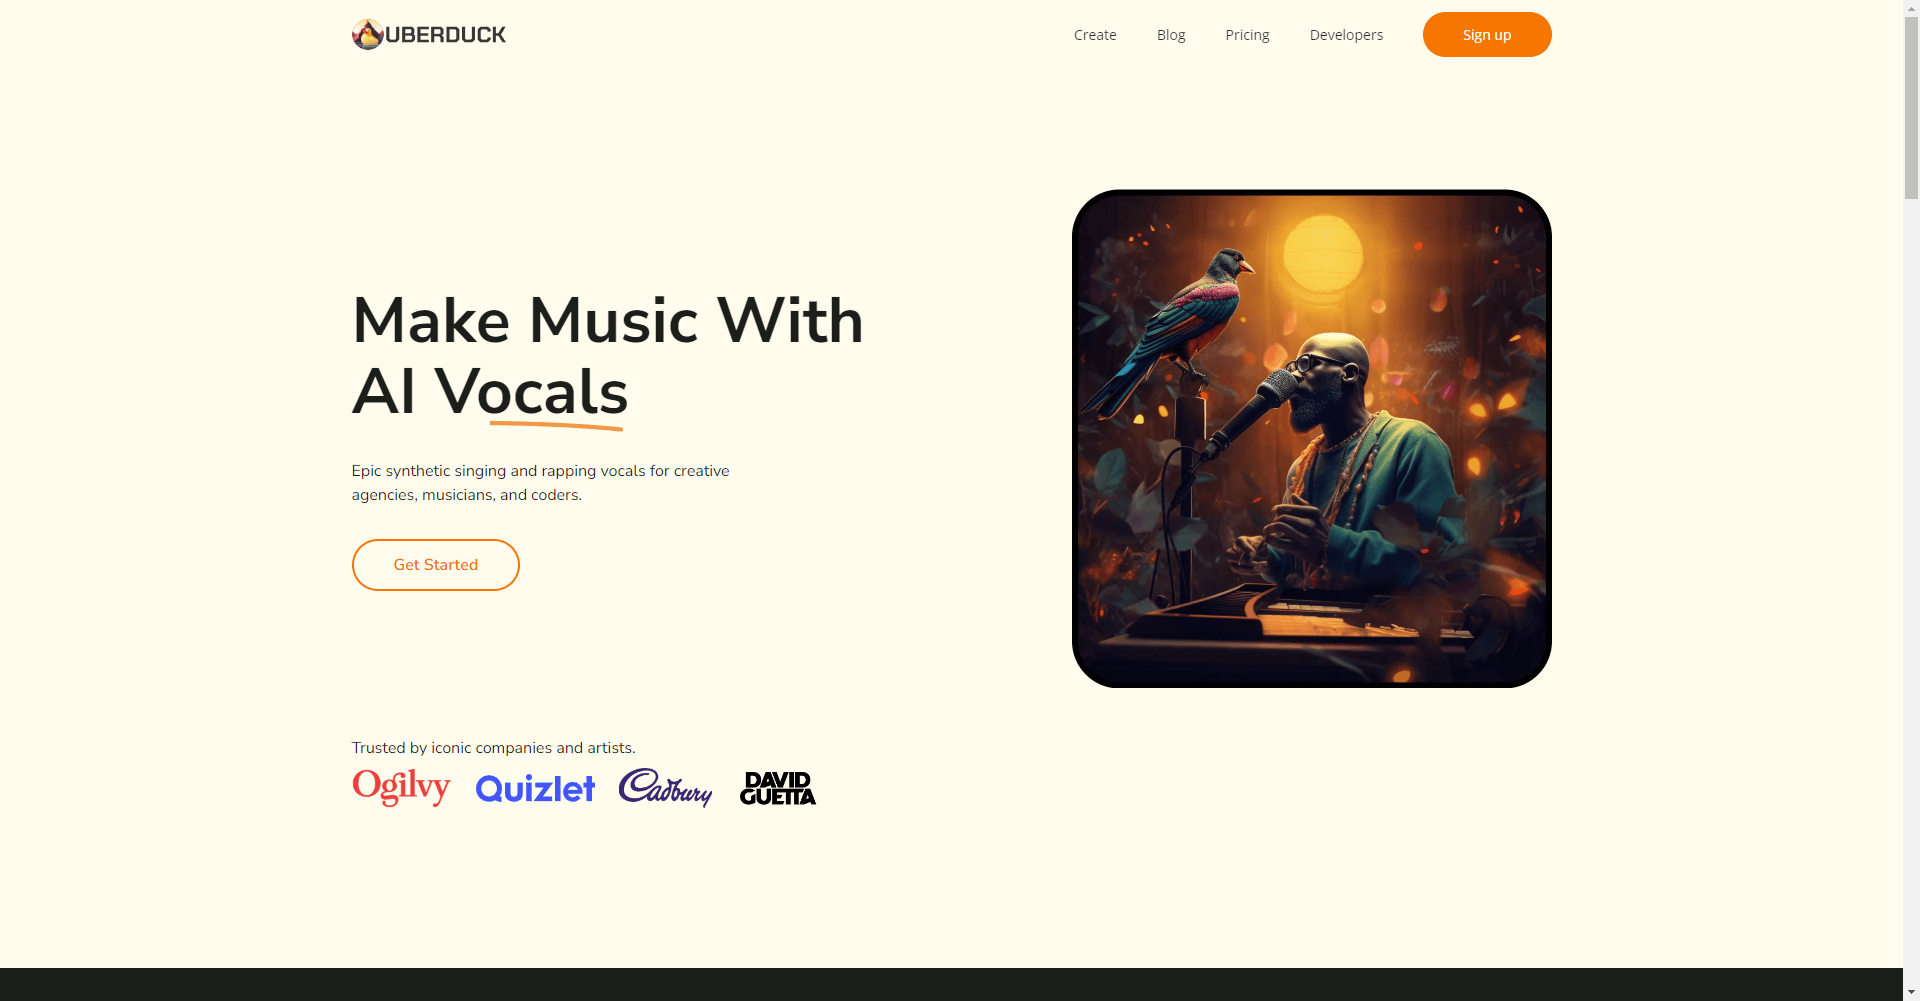 UBERDUCK
Create
Blog
Pricing
Developers
Sign up
Make Music With
AI Vocals
Epic synthetic singing and rapping vocals for creative
agencies, musicians, and coders.
Get Started
Trusted by iconic companies and artists.
Ogilvy
Quizlet
Cadbury
DAVID
GUETTA